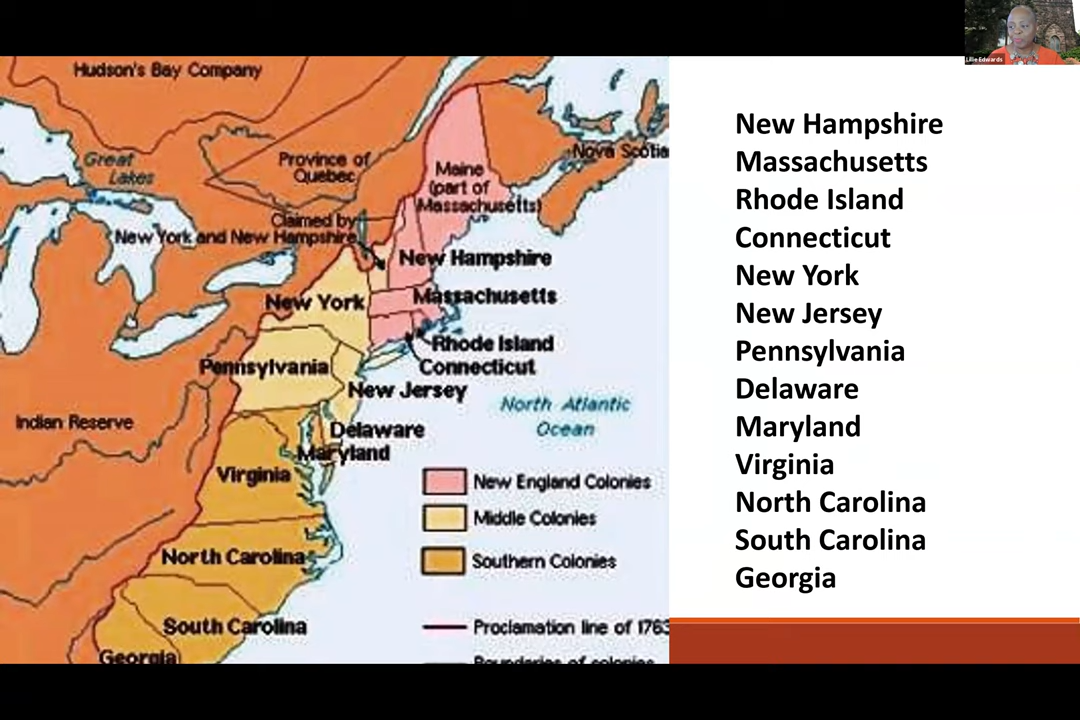 Hudson's Bay Company
Great
Lakes
Province of
Quebec
Nova Scotia
Maine
(part of
Massachusetts)
Claimed by
New York and New Hampshire
New Hampshire
New York
Massachusetts
Rhode Island
Connecticut
Pennsylvania
New Jersey
North Atlantic
Ocean
Indian Reserve
Delaware
Maryland
Virginia
New England Colonies
Middle Colonies
North Carolina
Southern Colonies
South Carolina
Proclamation line of 1763
Georgia
Boundaries of colonies
New Hampshire
Massachusetts
Rhode Island
Connecticut
New York
New Jersey
Pennsylvania
Delaware
Maryland
Virginia
North Carolina
South Carolina
Georgia
Lillie Edwards